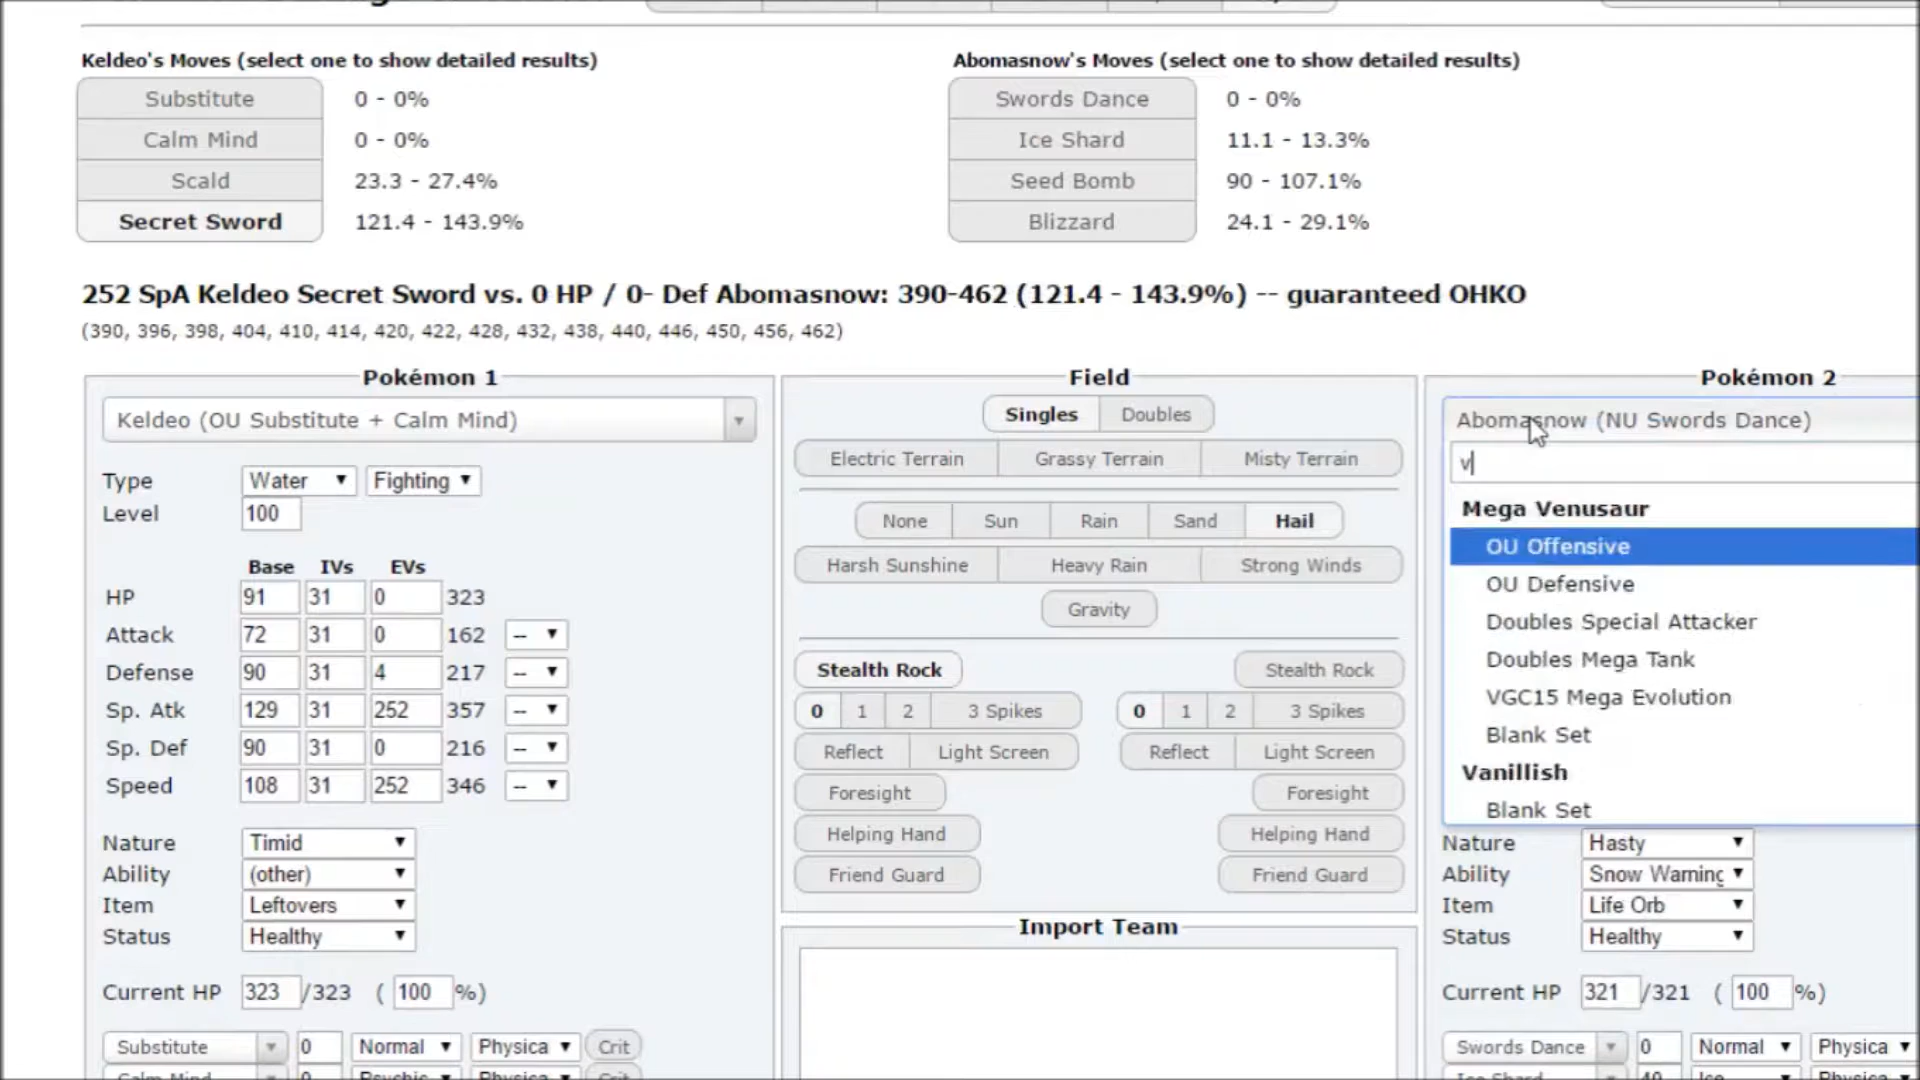 Keldeo's Moves (select one to show detailed results)
Substitute 0 - 0%
Calm Mind 0 - 0%
Scald 23.3 - 27.4%
Secret Sword 121.4 - 143.9%
Abomasnow's Moves (select one to show detailed results)
Swords Dance 0 - 0%
Ice Shard 11.1 - 13.3%
Seed Bomb 90 - 107.1%
Blizzard 24.1 - 29.1%
252 SpA Keldeo Secret Sword vs. 0 HP / 0- Def Abomasnow: 390-462 (121.4 - 143.9%) -- guaranteed OHKO
(390, 396, 398, 404, 410, 414, 420, 422, 428, 432, 438, 440, 446, 450, 456, 462)
Pokémon 1
Keldeo (OU Substitute + Calm Mind)
Type Water Fighting
Level 100
Base IVs EVs
HP 91 31 0 323
Attack 72 31 0 162 --
Defense 90 31 4 217 --
Sp. Atk 129 31 252 357 --
Sp. Def 90 31 0 216 --
Speed 108 31 252 346 --
Nature Timid
Ability (other)
Item Leftovers
Status Healthy
Current HP 323 /323 ( 100 %)
Substitute 0 Normal Physica Crit
Calm Mind 0 Psychic Physica Crit
Field
Singles Doubles
Electric Terrain Grassy Terrain Misty Terrain
None Sun Rain Sand Hail
Harsh Sunshine Heavy Rain Strong Winds
Gravity
Stealth Rock Stealth Rock
0 1 2 3 Spikes 0 1 2 3 Spikes
Reflect Light Screen Reflect Light Screen
Foresight Foresight
Helping Hand Helping Hand
Friend Guard Friend Guard
Import Team
Pokémon 2
Abomasnow (NU Swords Dance)
v
Mega Venusaur
OU Offensive
OU Defensive
Doubles Special Attacker
Doubles Mega Tank
VGC15 Mega Evolution
Blank Set
Vanillish
Blank Set
Nature Hasty
Ability Snow Warning
Item Life Orb
Status Healthy
Current HP 321 /321 ( 100 %)
Swords Dance 0 Normal Physica
Ice Shard 40 Ice Physica